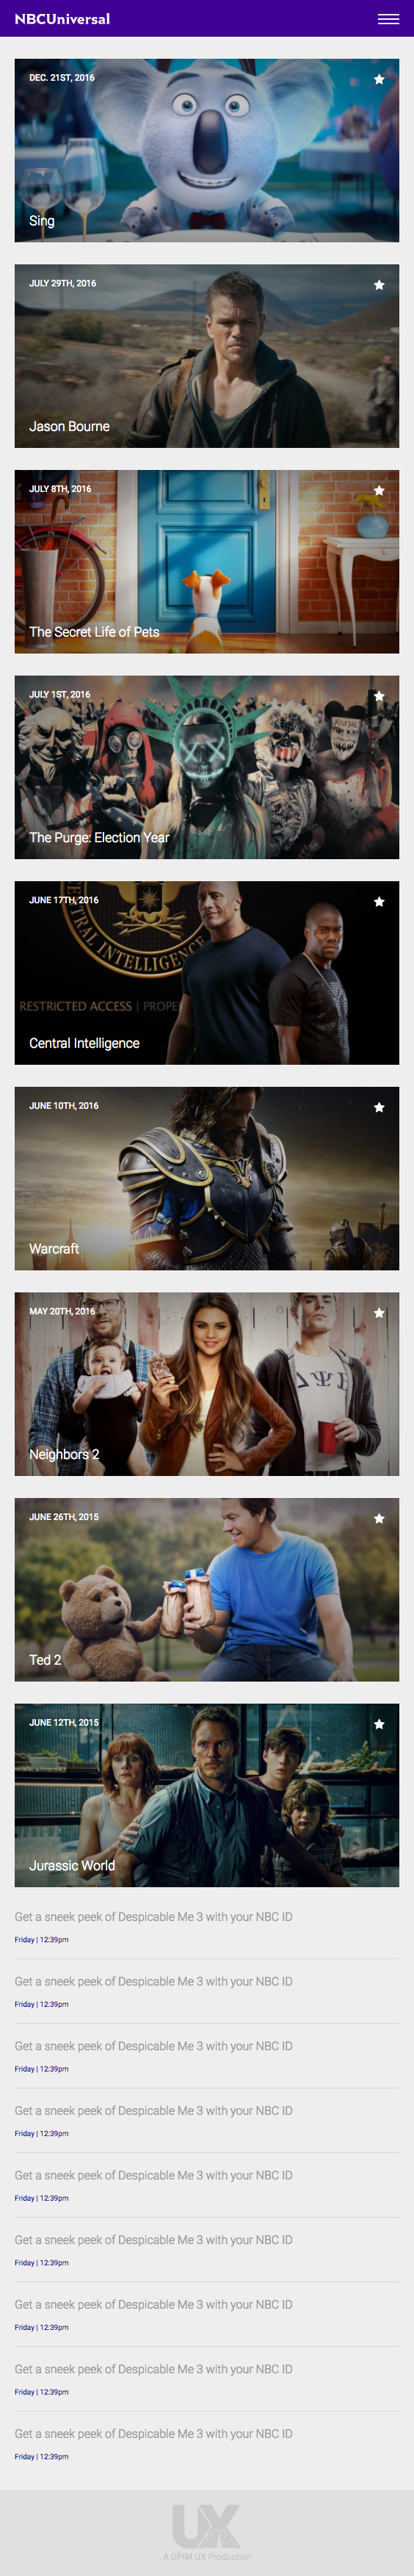 NBCUniversal
DEC. 21ST, 2016
Sing
JULY 29TH, 2016
Jason Bourne
JULY 8TH, 2016
The Secret Life of Pets
JULY 1ST, 2016
The Purge: Election Year
JUNE 17TH, 2016
CENTRAL INTELLIGENCE
RESTRICTED ACCESS | PROPE
Central Intelligence
JUNE 10TH, 2016
Warcraft
MAY 20TH, 2016
ΔΨΕ
Neighbors 2
JUNE 26TH, 2015
Ted 2
JUNE 12TH, 2015
Jurassic World
Get a sneek peek of Despicable Me 3 with your NBC ID
Friday | 12:39pm
Get a sneek peek of Despicable Me 3 with your NBC ID
Friday | 12:39pm
Get a sneek peek of Despicable Me 3 with your NBC ID
Friday | 12:39pm
Get a sneek peek of Despicable Me 3 with your NBC ID
Friday | 12:39pm
Get a sneek peek of Despicable Me 3 with your NBC ID
Friday | 12:39pm
Get a sneek peek of Despicable Me 3 with your NBC ID
Friday | 12:39pm
Get a sneek peek of Despicable Me 3 with your NBC ID
Friday | 12:39pm
Get a sneek peek of Despicable Me 3 with your NBC ID
Friday | 12:39pm
Get a sneek peek of Despicable Me 3 with your NBC ID
Friday | 12:39pm
UX
A DPIM UX Production